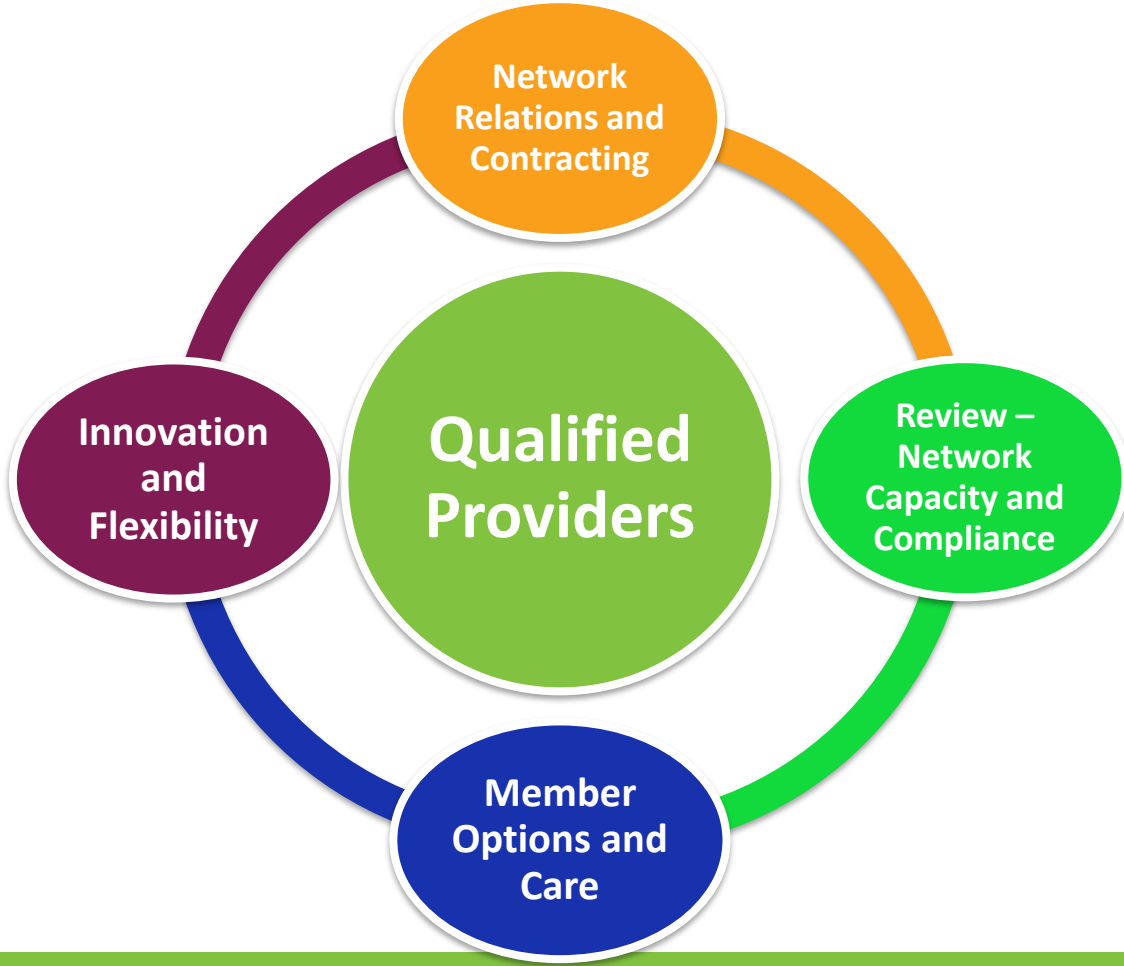 Network
Relations and
Contracting
Innovation
and
Flexibility
Qualified
Providers
Review –
Network
Capacity and
Compliance
Member
Options and
Care